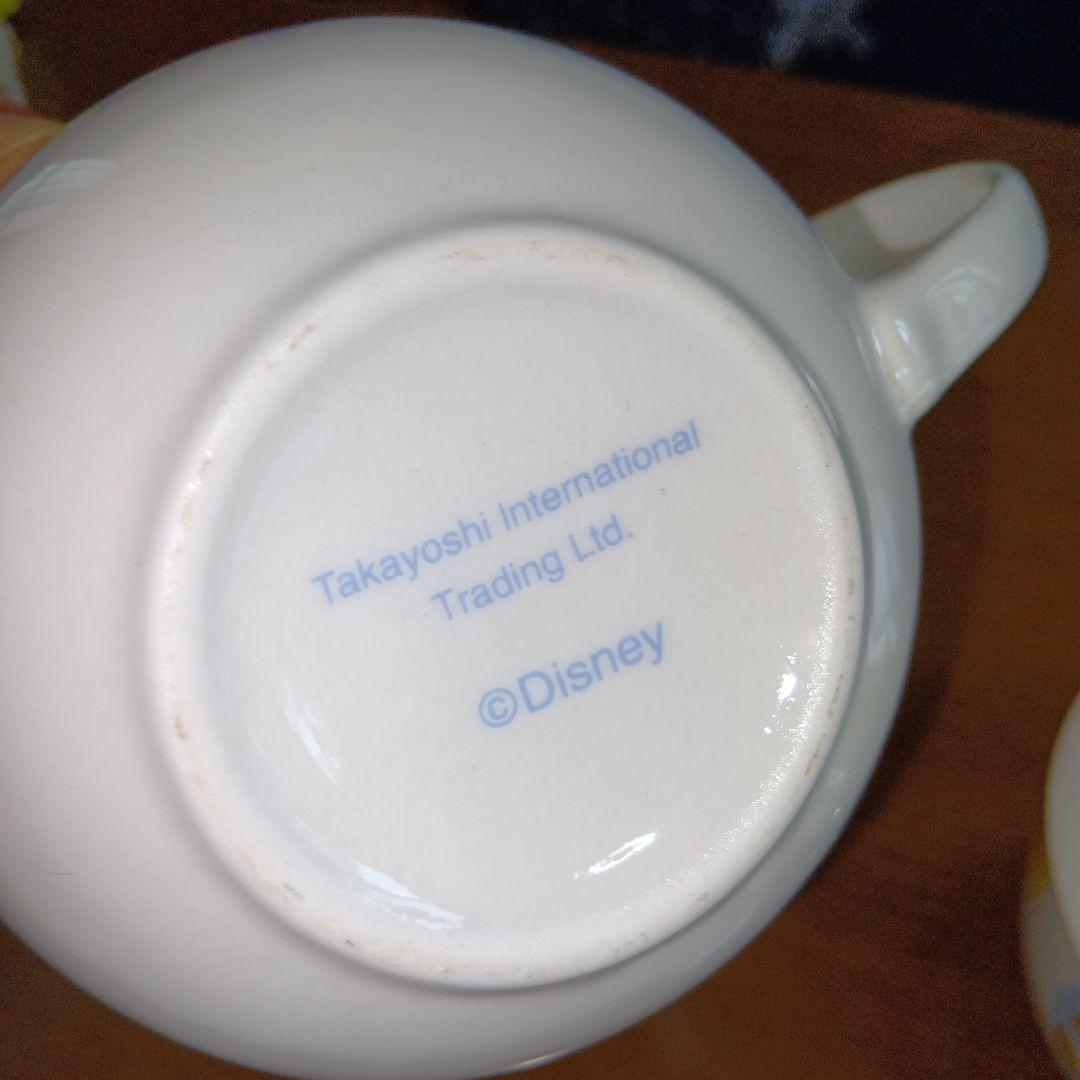 Takayoshi International
Trading Ltd.
©Disney